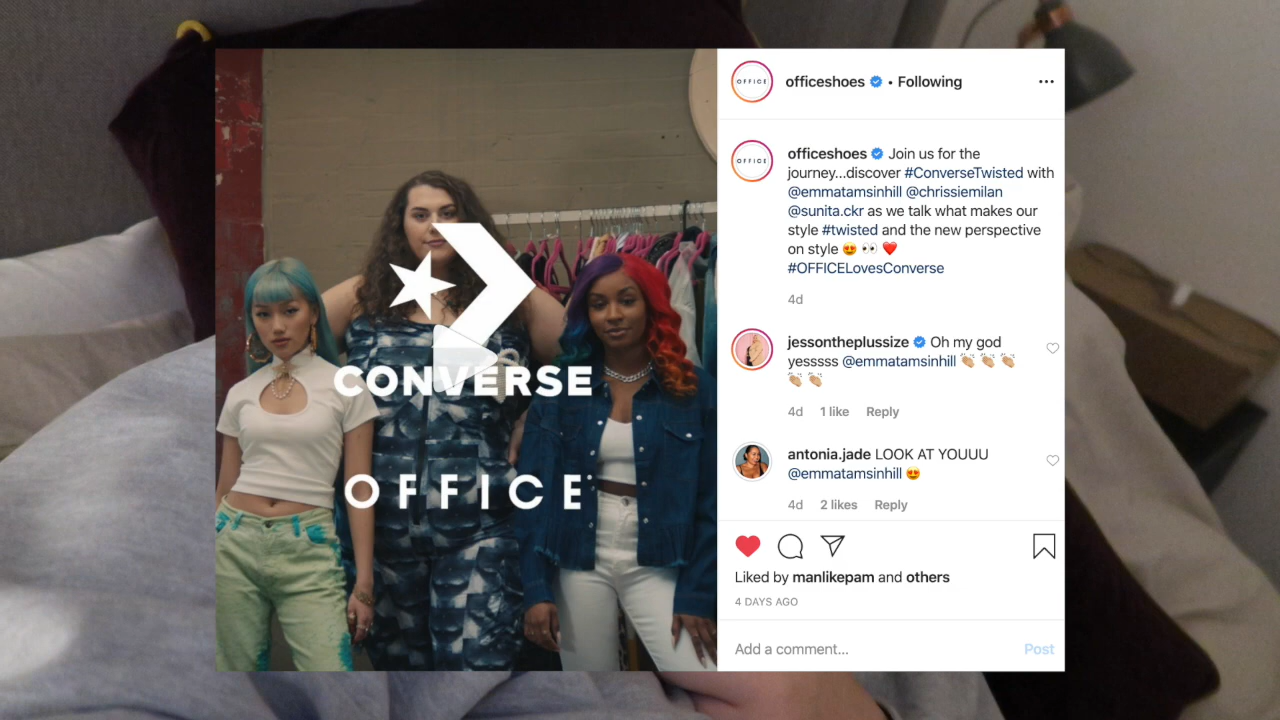 CONVERSE
OFFICE
OFFICE
officeshoes • Following
OFFICE
officeshoes Join us for the
journey...discover #ConverseTwisted with
@emmatamsinhill @chrissiemilan
@sunita.ckr as we talk what makes our
style #twisted and the new perspective
on style 😍 👀 ❤️
#OFFICELovesConverse
4d
jessontheplussize Oh my god
yesssss @emmatamsinhill 👏🏼 👏🏼 👏🏼
👏🏼 👏🏼
4d 1 like Reply
antonia.jade LOOK AT YOUUU
@emmatamsinhill 😍
4d 2 likes Reply
Liked by manlikepam and others
4 DAYS AGO
Add a comment... Post